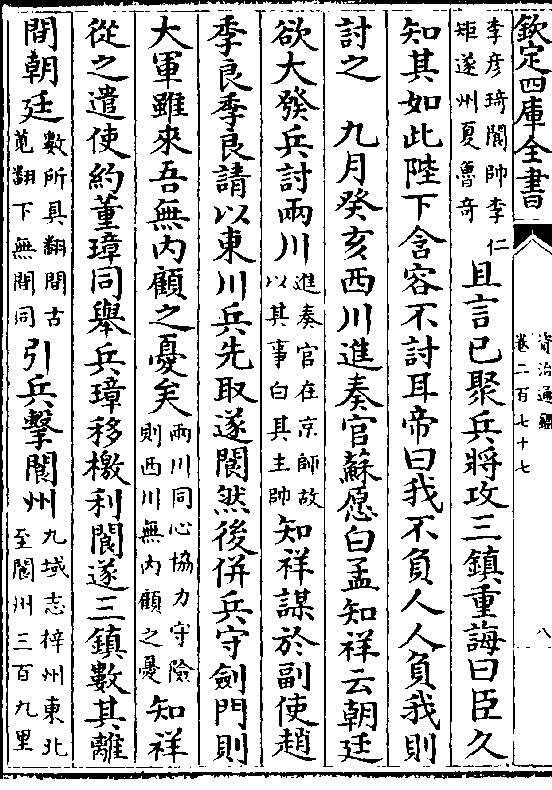 欽定四庫全書
資治通鑑
卷二百七十七
八
李彦琦閬帥李仁
矩遂州夏魯奇
且言已聚兵將攻三鎮重誨曰臣久
知其如此陛下含容不討耳帝曰我不負人人負我則
討之　九月癸亥西川進奏官蘇愿白孟知祥云朝廷
欲大發兵討兩川
進奏官在京師故
以其事白其主帥
知祥謀於副使趙
季良季良請以東川兵先取遂閬然後併兵守劍門則
大軍雖來吾無内顧之憂矣
兩川同心協力守險
則西川無内顧之憂
知祥
從之遣使約董璋同舉兵璋移檄利閬遂三鎮數其離
間朝廷
數所具翻間古
莧翻下無間同
引兵擊閬州
九域志梓州東北
至閬州三百九里